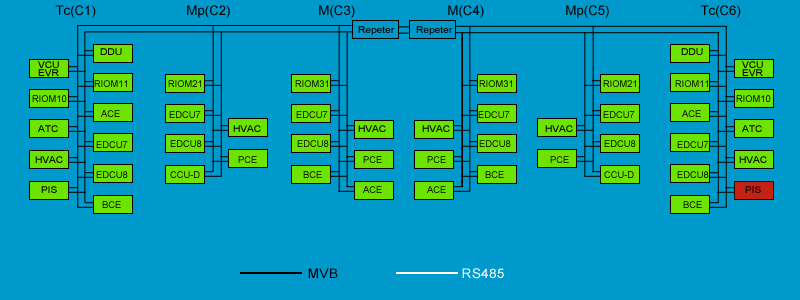 Tc(C1) Mp(C2) M(C3) M(C4) Mp(C5) Tc(C6)
Repeter Repeter
DDU DDU
VCU
EVR
VCU
EVR
RIOM11 RIOM21 RIOM31 RIOM31 RIOM21 RIOM11
RIOM10 RIOM10
ACE EDCU7 EDCU7 EDCU7 EDCU7 ACE
ATC HVAC HVAC HVAC HVAC ATC
EDCU7 EDCU8 EDCU8 EDCU8 EDCU8 EDCU7
HVAC PCE PCE PCE PCE HVAC
EDCU8 CCU-D BCE BCE CCU-D EDCU8
PIS ACE ACE PIS
BCE BCE
MVB RS485